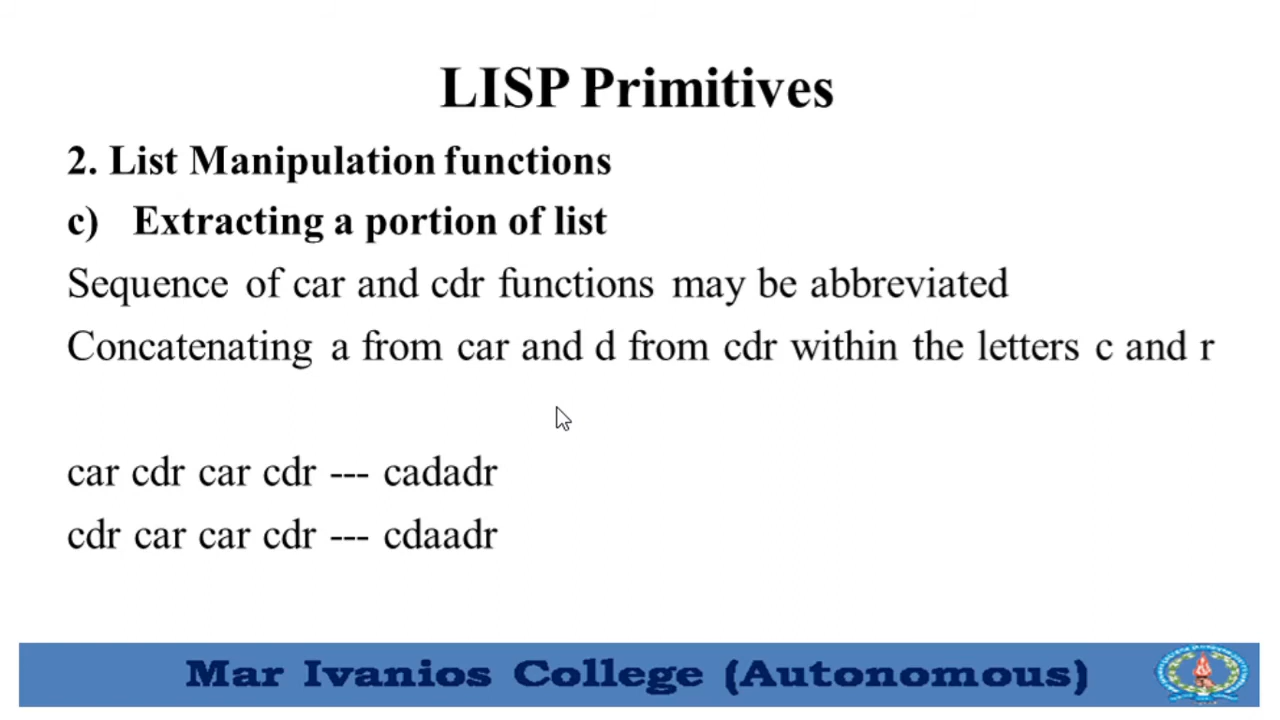 LISP Primitives
2. List Manipulation functions
c) Extracting a portion of list
Sequence of car and cdr functions may be abbreviated
Concatenating a from car and d from cdr within the letters c and r
car cdr car cdr --- cadadr
cdr car car cdr --- cdaadr
Mar Ivanios College (Autonomous)